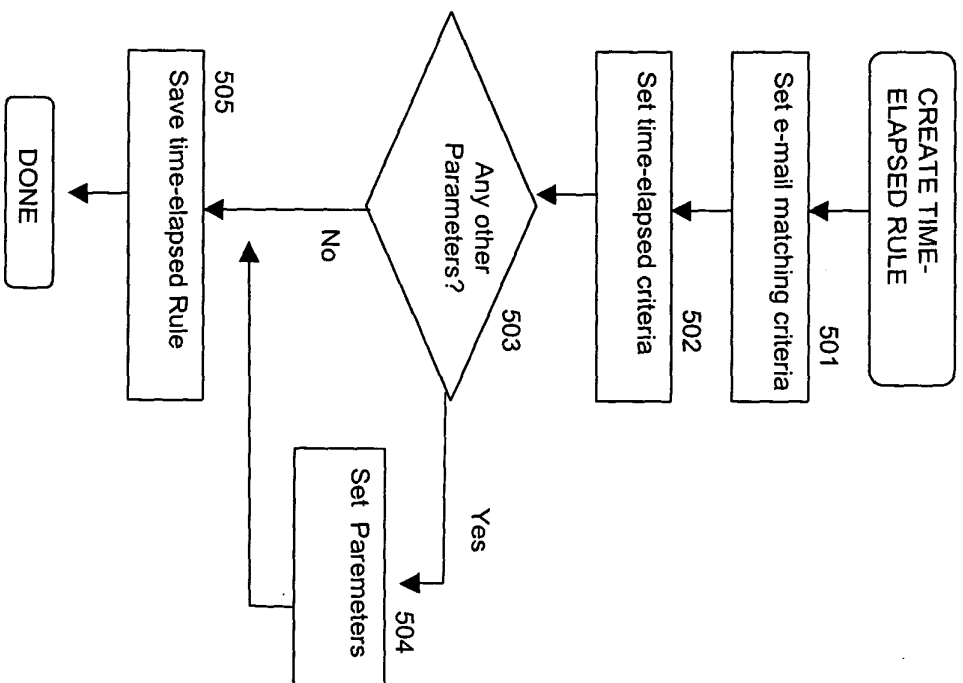 CREATE TIME-
ELAPSED RULE
501
Set e-mail matching criteria
502
Set time-elapsed criteria
503
Any other
Parameters?
Yes
504
Set Paremeters
No
505
Save time-elapsed Rule
DONE